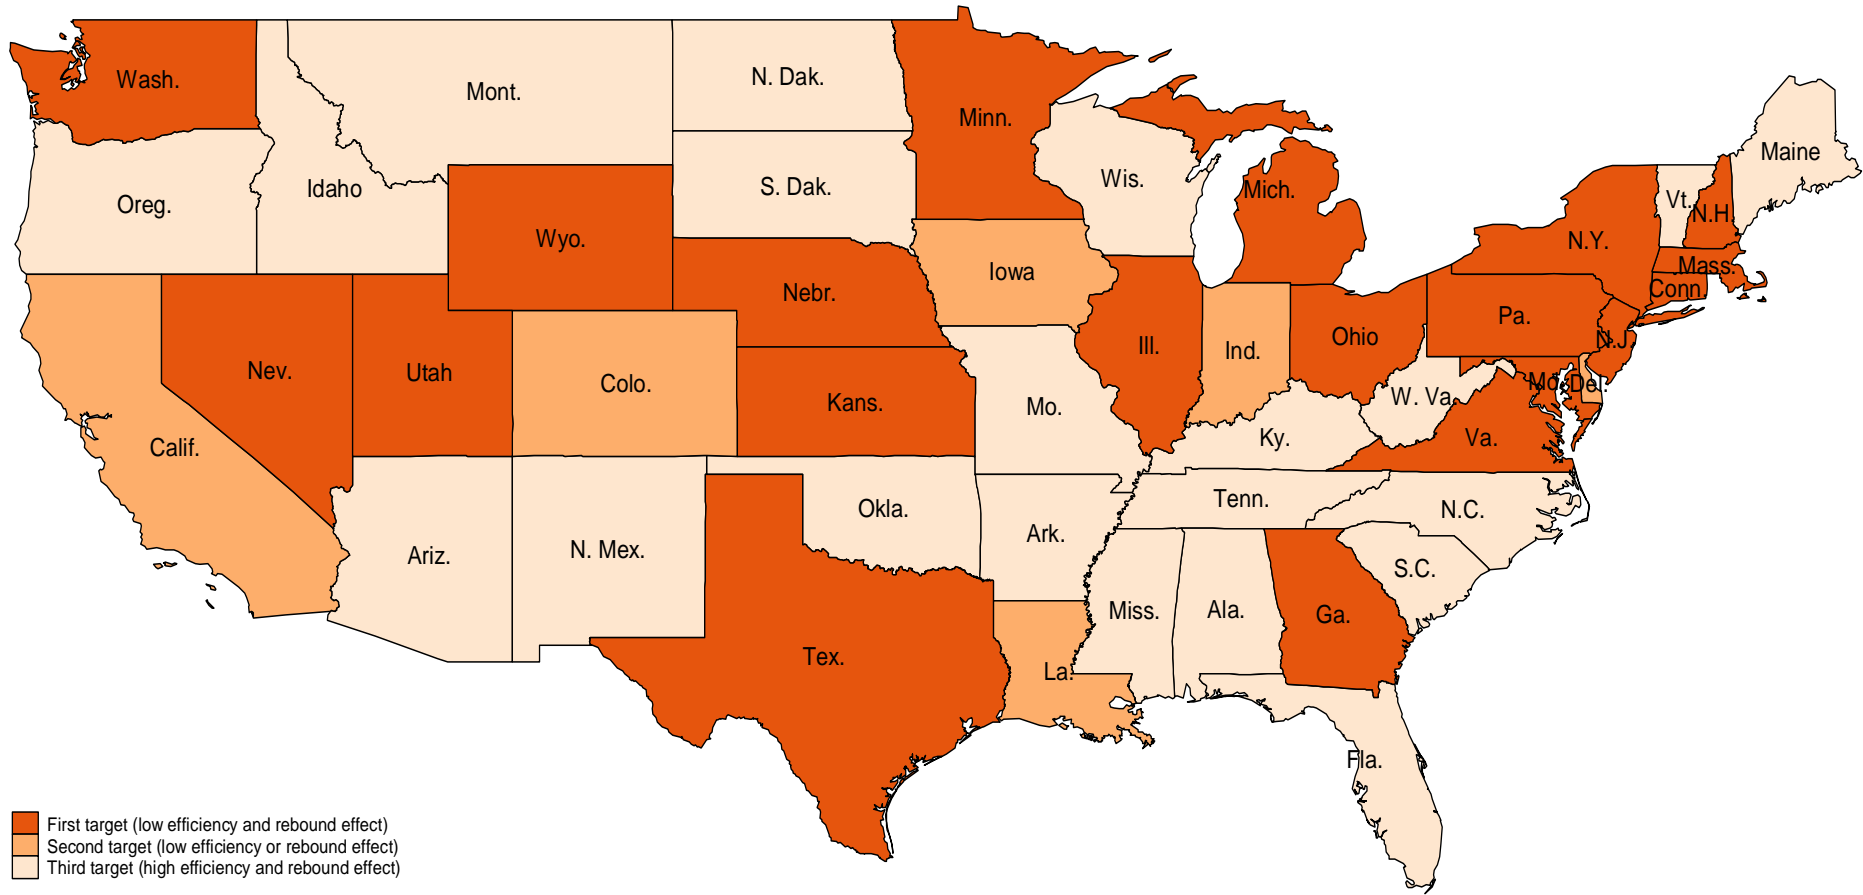 Wash.
Mont.
N. Dak.
Minn.
Maine
Oreg.
Idaho
S. Dak.
Wis.
Mich.
Vt.
N.H.
Wyo.
N.Y.
Nebr.
Iowa
Mass.
Conn.
Nev.
Utah
Colo.
Kans.
Ill.
Ind.
Ohio
Pa.
N.J.
Md.
Del.
Calif.
Mo.
W. Va.
Ky.
Va.
Ariz.
N. Mex.
Okla.
Ark.
Tenn.
N.C.
S.C.
Tex.
La.
Miss.
Ala.
Ga.
Fla.
First target (low efficiency and rebound effect)
Second target (low efficiency or rebound effect)
Third target (high efficiency and rebound effect)